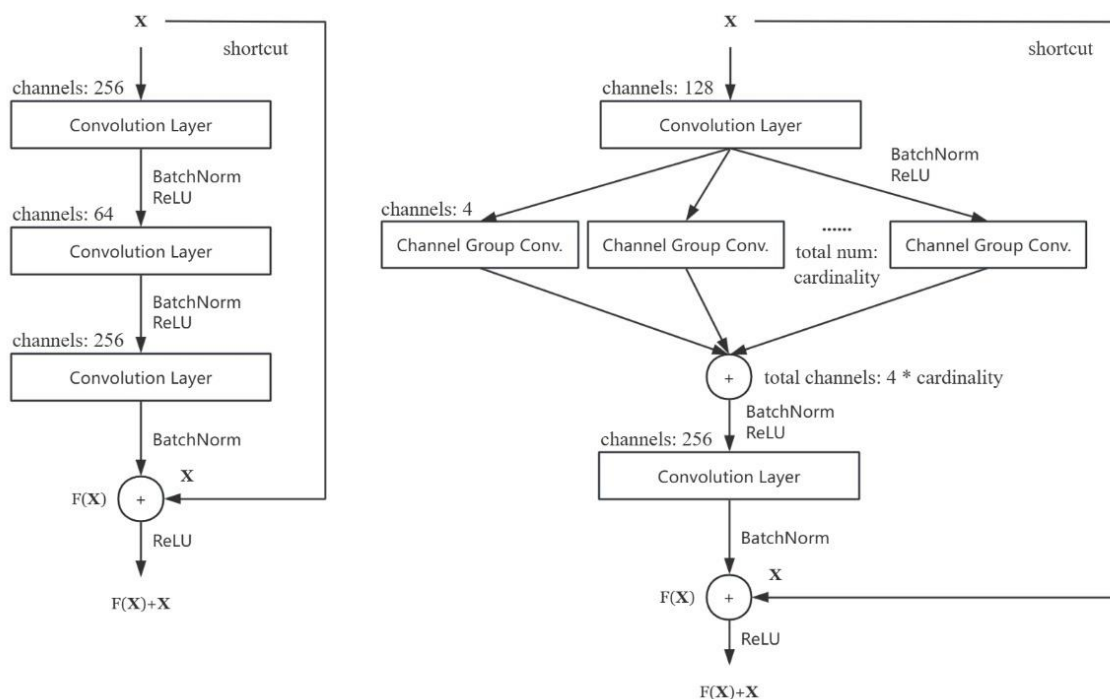 X
shortcut
channels: 256
Convolution Layer
BatchNorm
ReLU
channels: 64
Convolution Layer
BatchNorm
ReLU
channels: 256
Convolution Layer
BatchNorm
X
F(X)
+
ReLU
F(X)+X
X
shortcut
channels: 128
Convolution Layer
BatchNorm
ReLU
channels: 4
Channel Group Conv.
Channel Group Conv.
......
total num:
cardinality
Channel Group Conv.
+
total channels: 4 * cardinality
BatchNorm
ReLU
channels: 256
Convolution Layer
BatchNorm
X
F(X)
+
ReLU
F(X)+X